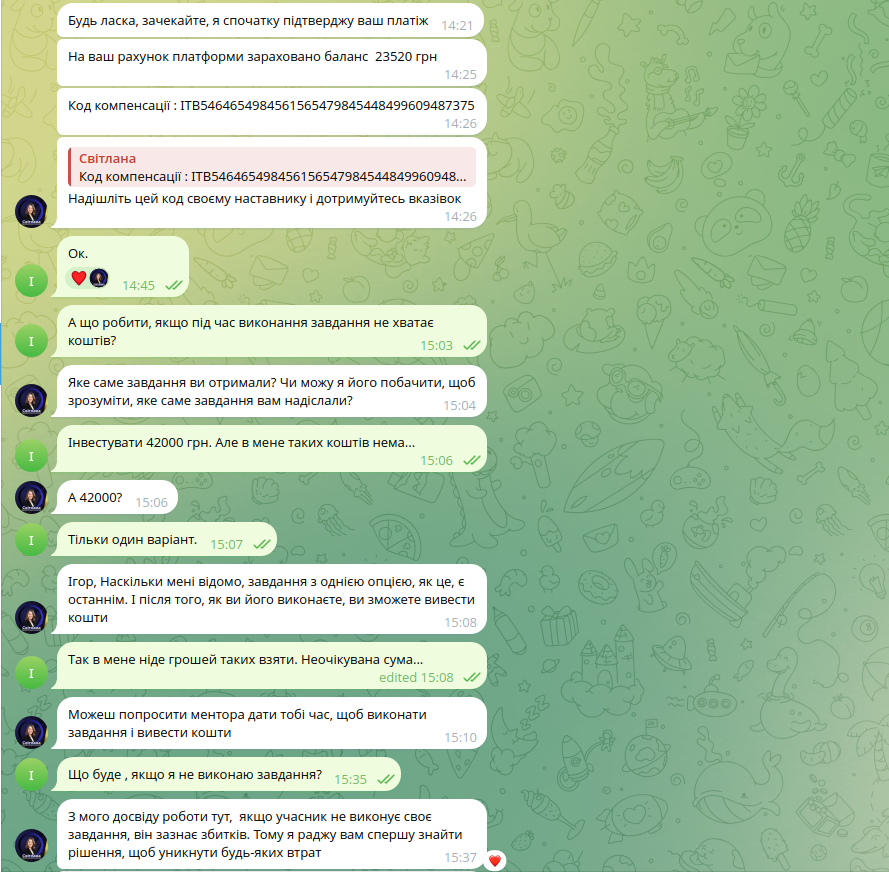 Будь ласка, зачекайте, я спочатку підтверджу ваш платіж 14:21
На ваш рахунок платформи зараховано баланс 23520 грн
14:25
Код компенсації : ITB5464654984561565479845448499609487375
14:26
Світлана
Код компенсації : ITB546465498456156547984544849960948...
Надішліть цей код своєму наставнику і дотримуйтесь вказівок
14:26
Ок.
14:45
І
А що робити, якщо під час виконання завдання не хватає
коштів?
15:03
І
Яке саме завдання ви отримали? Чи можу я його побачити, щоб
зрозуміти, яке саме завдання вам надіслали?
15:04
Інвестувати 42000 грн. Але в мене таких коштів нема...
15:06
І
А 42000? 15:06
Тільки один варіант. 15:07
І
Ігор, Наскільки мені відомо, завдання з однією опцією, як це, є
останнім. І після того, як ви його виконаєте, ви зможете вивести
кошти
15:08
Так в мене ніде грошей таких взяти. Неочікувана сума...
edited 15:08
І
Можеш попросити ментора дати тобі час, щоб виконати
завдання і вивести кошти
15:10
Що буде , якщо я не виконаю завдання? 15:35
І
З мого досвіду роботи тут, якщо учасник не виконує своє
завдання, він зазнає збитків. Тому я раджу вам спершу знайти
рішення, щоб уникнути будь-яких втрат
15:37